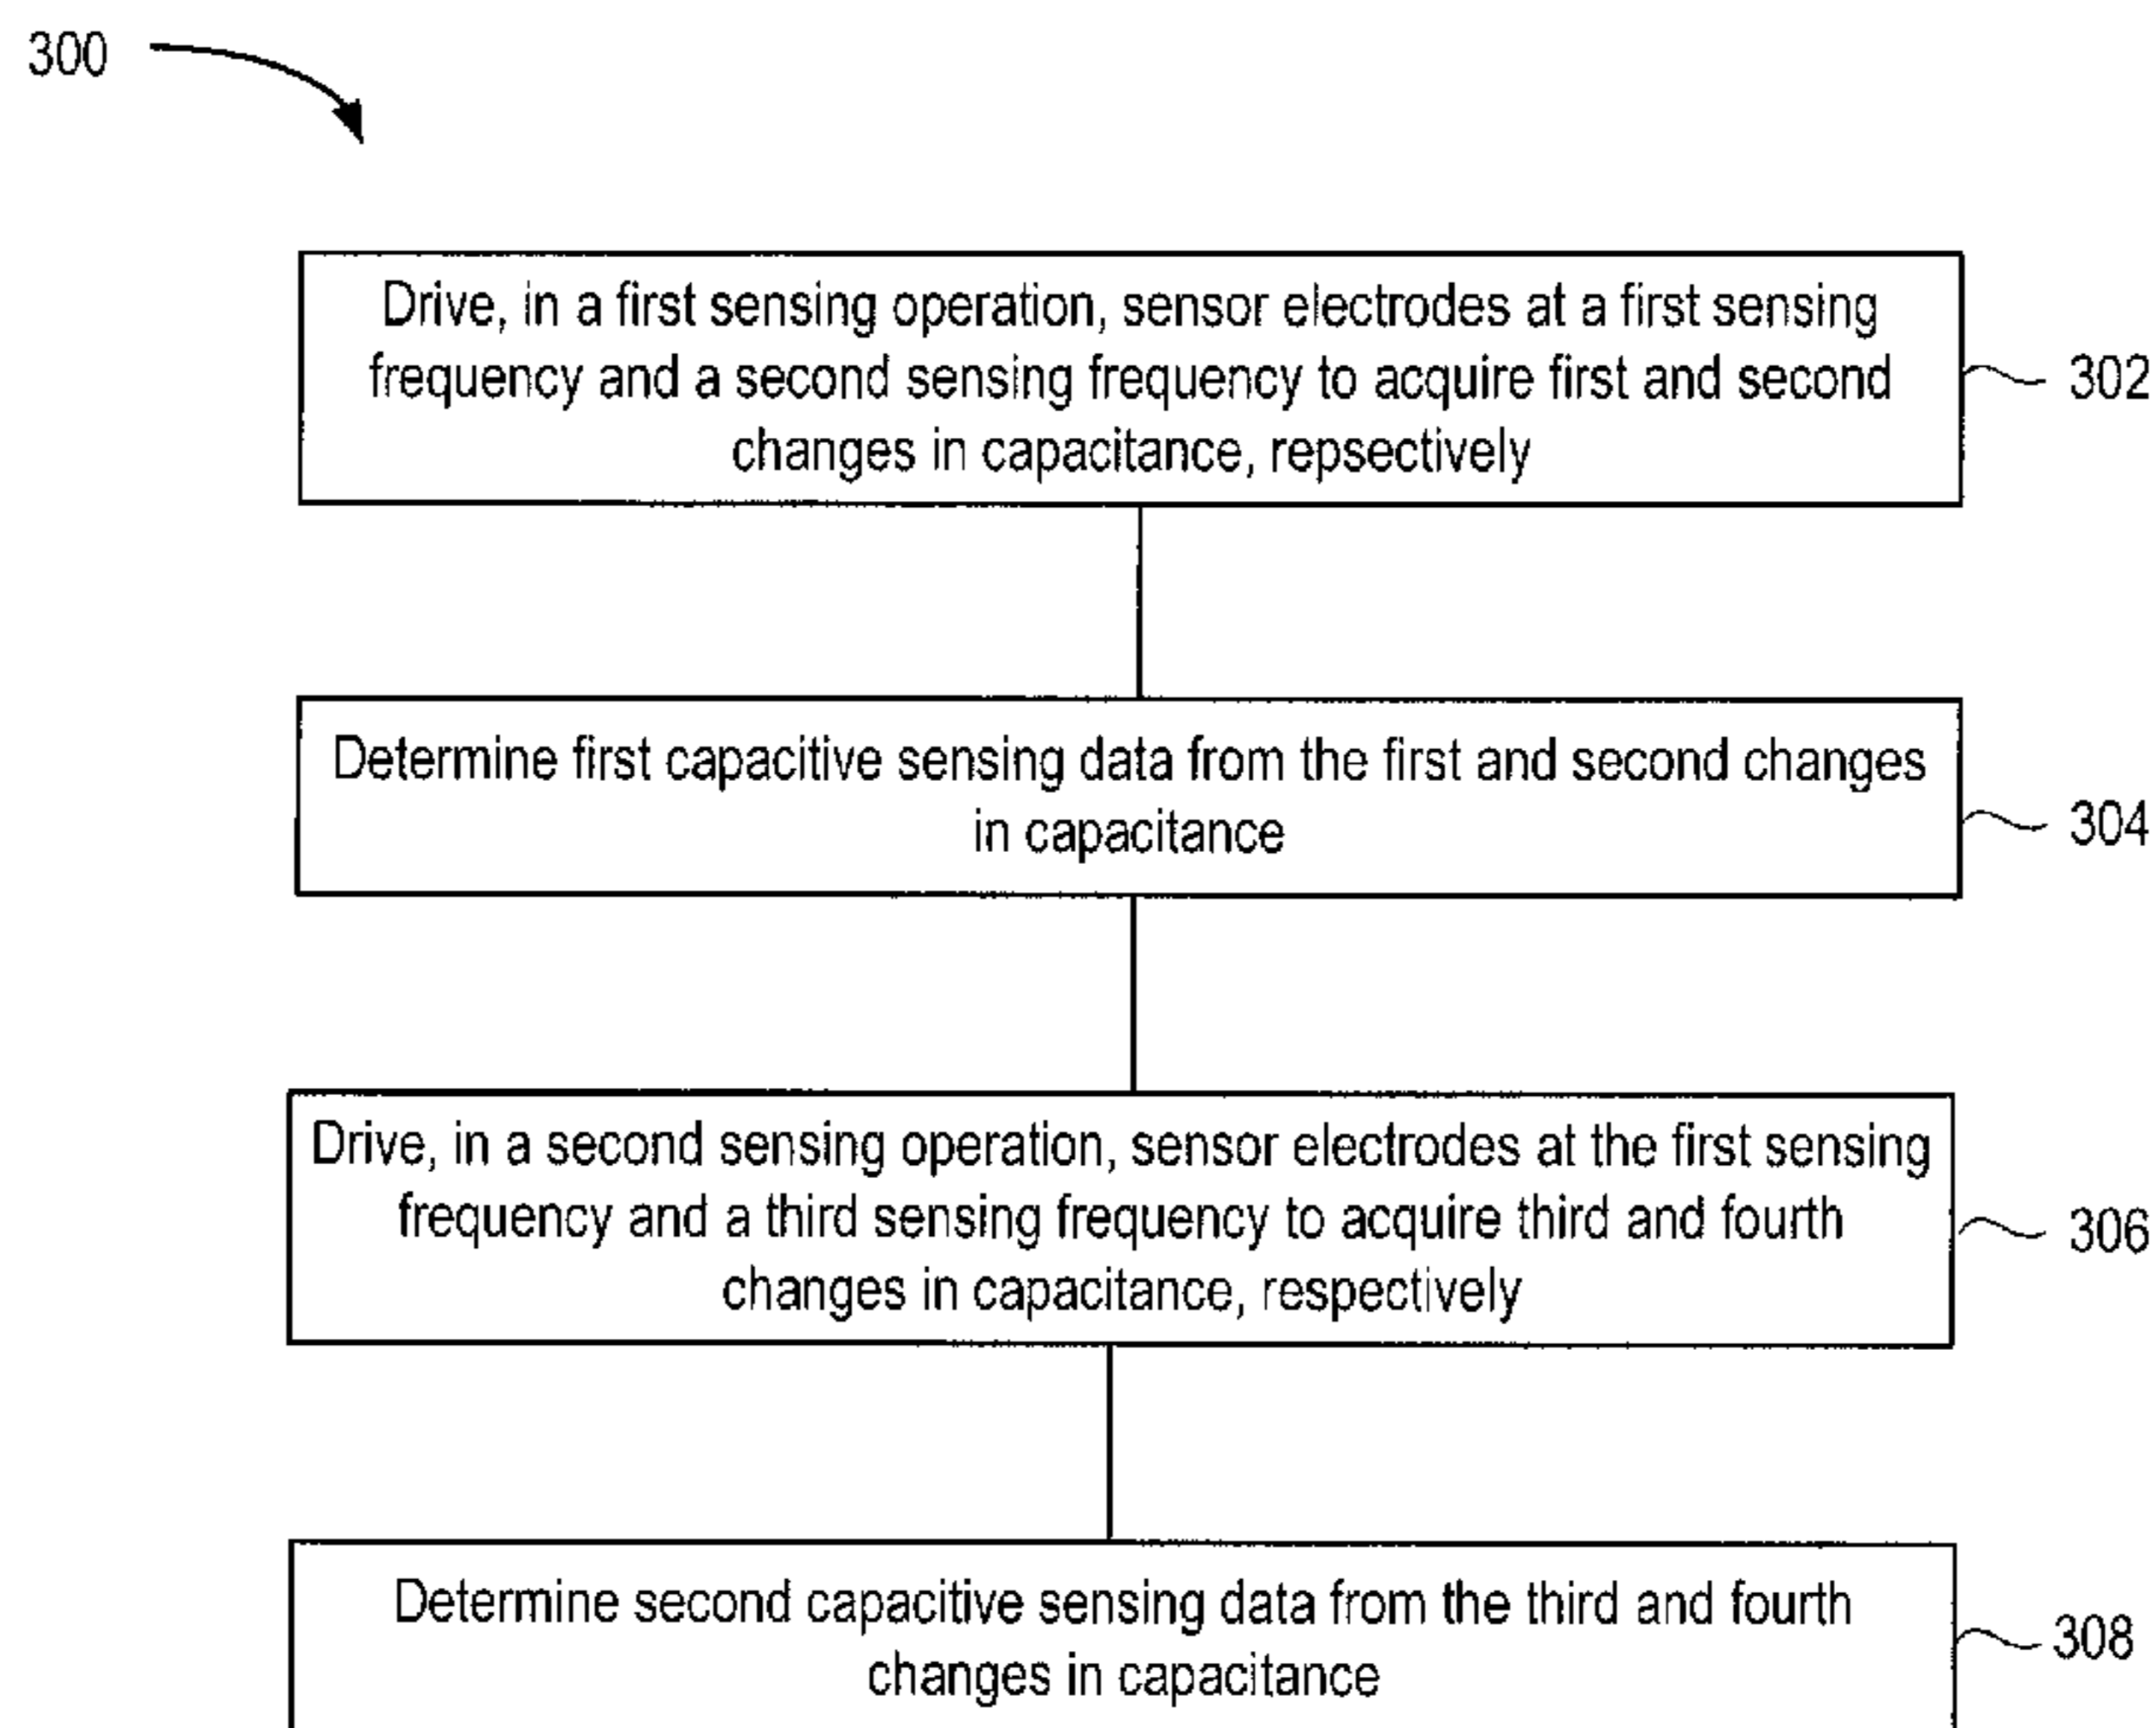 300
Drive, in a first sensing operation, sensor electrodes at a first sensing
frequency and a second sensing frequency to acquire first and second
changes in capacitance, repsectively
302
Determine first capacitive sensing data from the first and second changes
in capacitance
304
Drive, in a second sensing operation, sensor electrodes at the first sensing
frequency and a third sensing frequency to acquire third and fourth
changes in capacitance, respectively
306
Determine second capacitive sensing data from the third and fourth
changes in capacitance
308